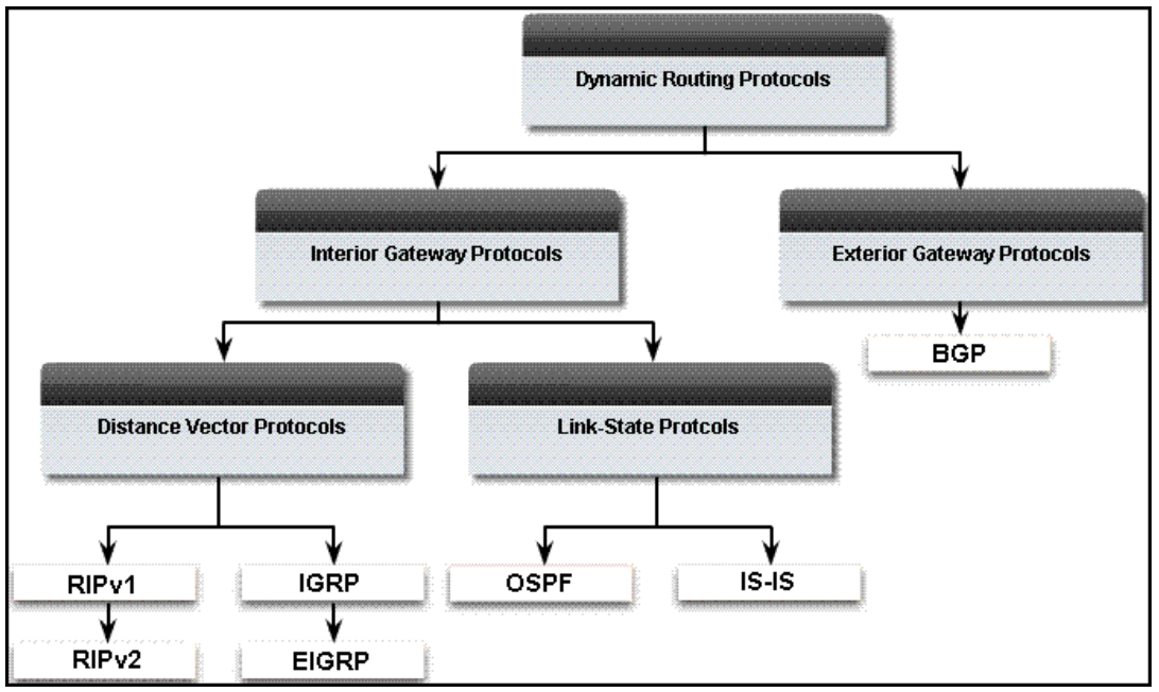 Dynamic Routing Protocols
Interior Gateway Protocols
Exterior Gateway Protocols
BGP
Distance Vector Protocols
Link-State Protcols
RIPv1
IGRP
OSPF
IS-IS
RIPv2
EIGRP